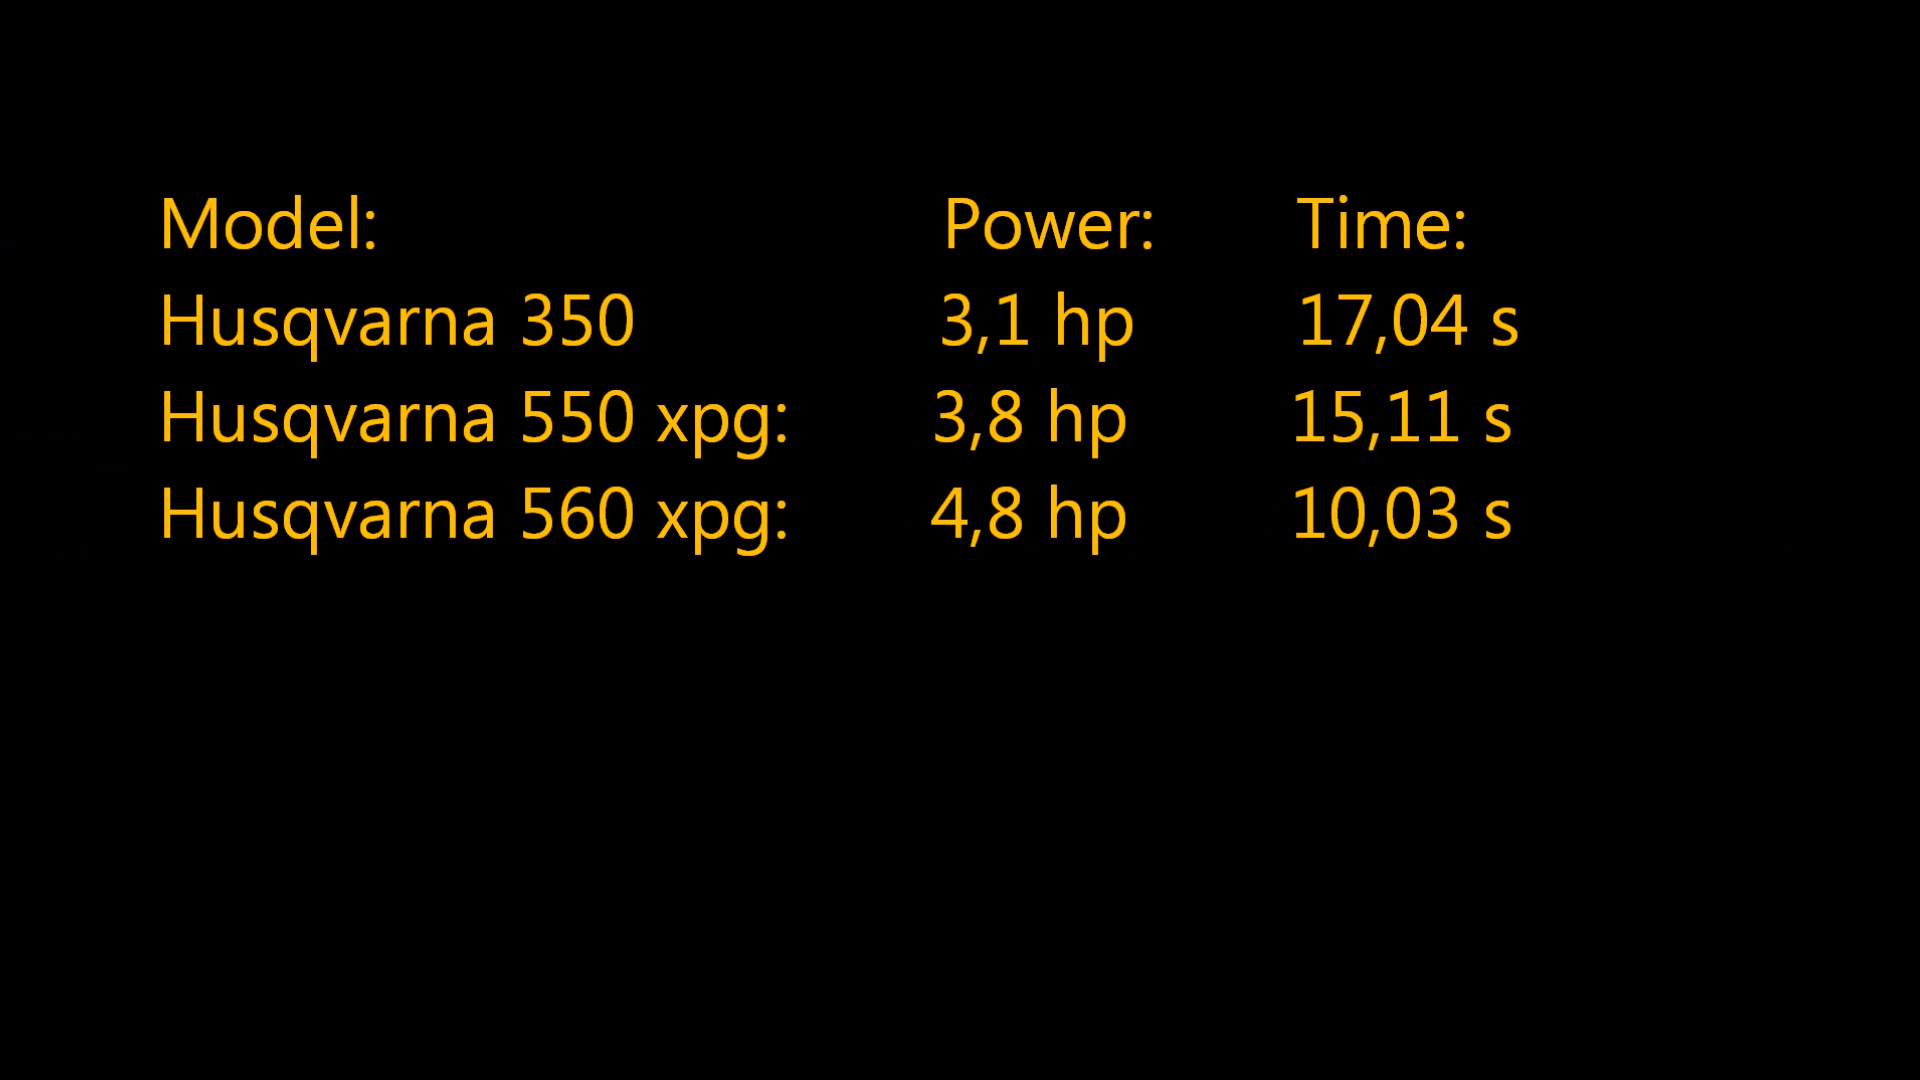 Model: Power: Time:
Husqvarna 350 3,1 hp 17,04 s
Husqvarna 550 xpg: 3,8 hp 15,11 s
Husqvarna 560 xpg: 4,8 hp 10,03 s